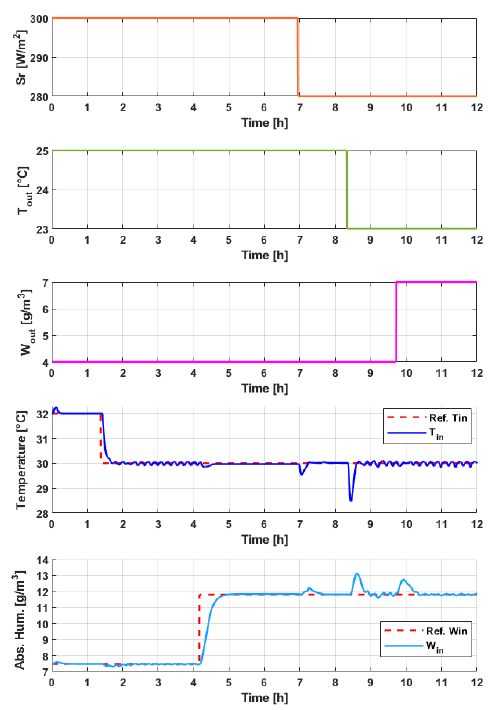 300
290
280
Sr [W/m²]
0 1 2 3 4 5 6 7 8 9 10 11 12
Time [h]
25
24
23
T_out [°C]
0 1 2 3 4 5 6 7 8 9 10 11 12
Time [h]
7
6
5
4
W_out [g/m³]
0 1 2 3 4 5 6 7 8 9 10 11 12
Time [h]
32
31
30
29
28
Temperature [°C]
Ref. Tin
T_in
0 1 2 3 4 5 6 7 8 9 10 11 12
Time [h]
14
13
12
11
10
9
8
7
Abs. Hum. [g/m³]
Ref. Win
W_in
0 1 2 3 4 5 6 7 8 9 10 11 12
Time [h]